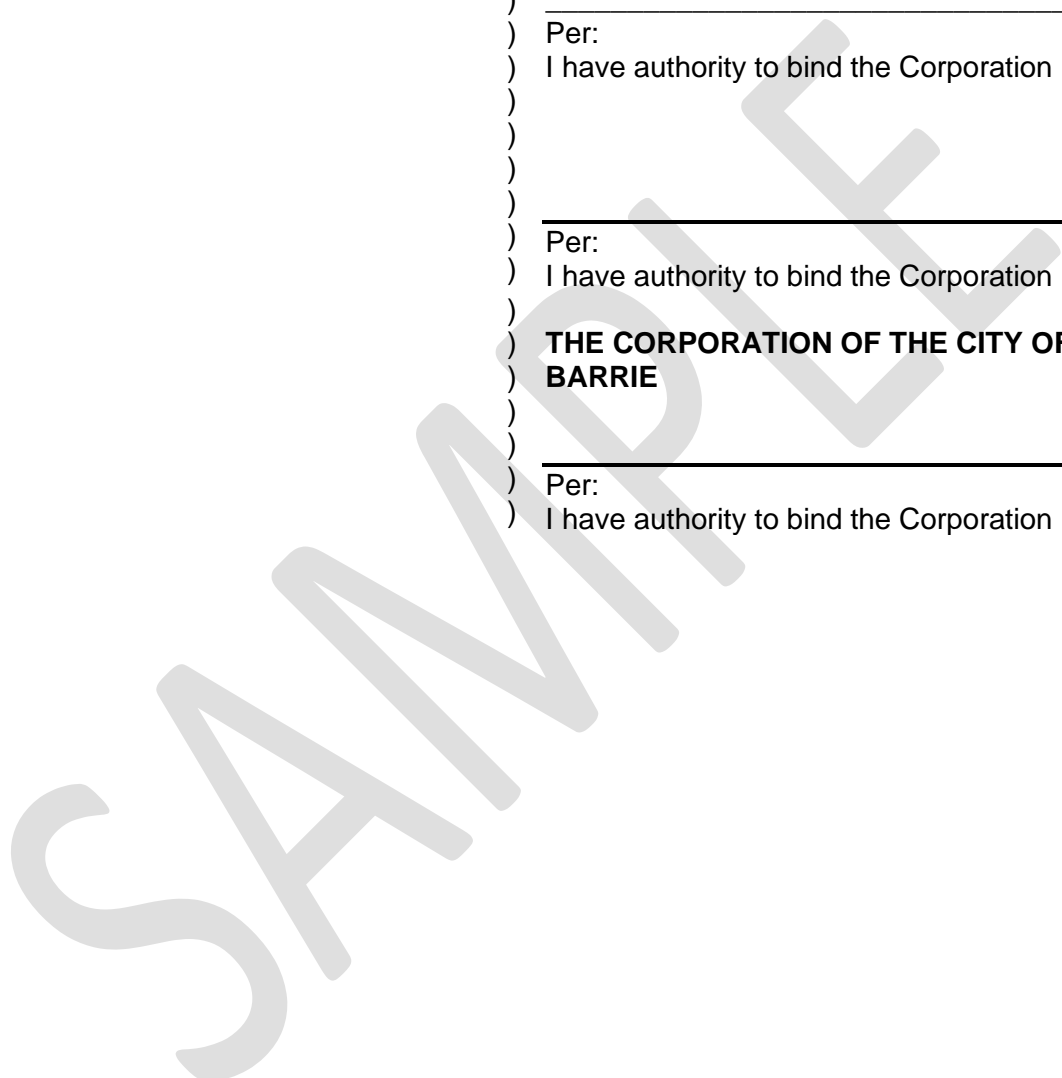 ) ________________________________
) Per:
) I have authority to bind the Corporation
)
)
)
)
) Per:
) I have authority to bind the Corporation
)
) THE CORPORATION OF THE CITY OF
) BARRIE
)
)
) Per:
) I have authority to bind the Corporation
SAMPLE